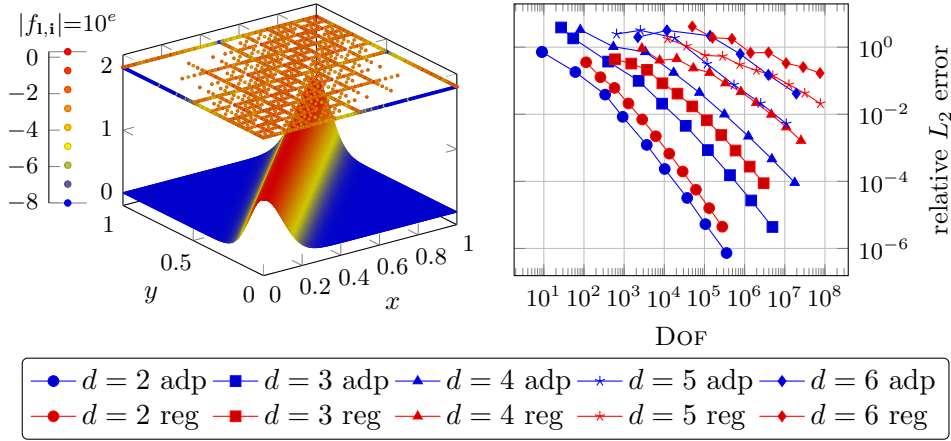 |f_{l,i}|=10^e
0
−2
−4
−6
−8
2
1
0
1
0.5
0
y
0
0.2
0.4
0.6
0.8
1
x
10^0
10^{−2}
10^{−4}
10^{−6}
relative L_2 error
10^1 10^2 10^3 10^4 10^5 10^6 10^7 10^8
DOF
d = 2 adp d = 3 adp d = 4 adp d = 5 adp d = 6 adp
d = 2 reg d = 3 reg d = 4 reg d = 5 reg d = 6 reg